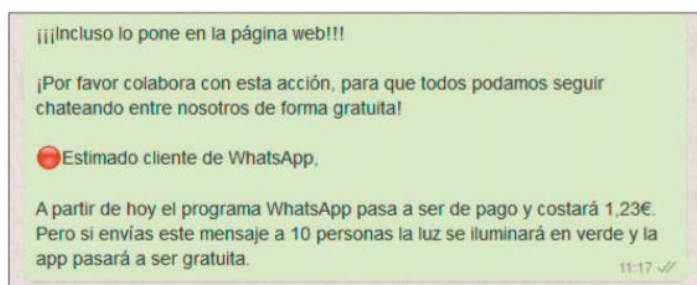 ¡¡¡Incluso lo pone en la página web!!!
¡Por favor colabora con esta acción, para que todos podamos seguir
chateando entre nosotros de forma gratuita!
🔴Estimado cliente de WhatsApp,
A partir de hoy el programa WhatsApp pasa a ser de pago y costará 1,23€.
Pero si envías este mensaje a 10 personas la luz se iluminará en verde y la
app pasará a ser gratuita.
11:17